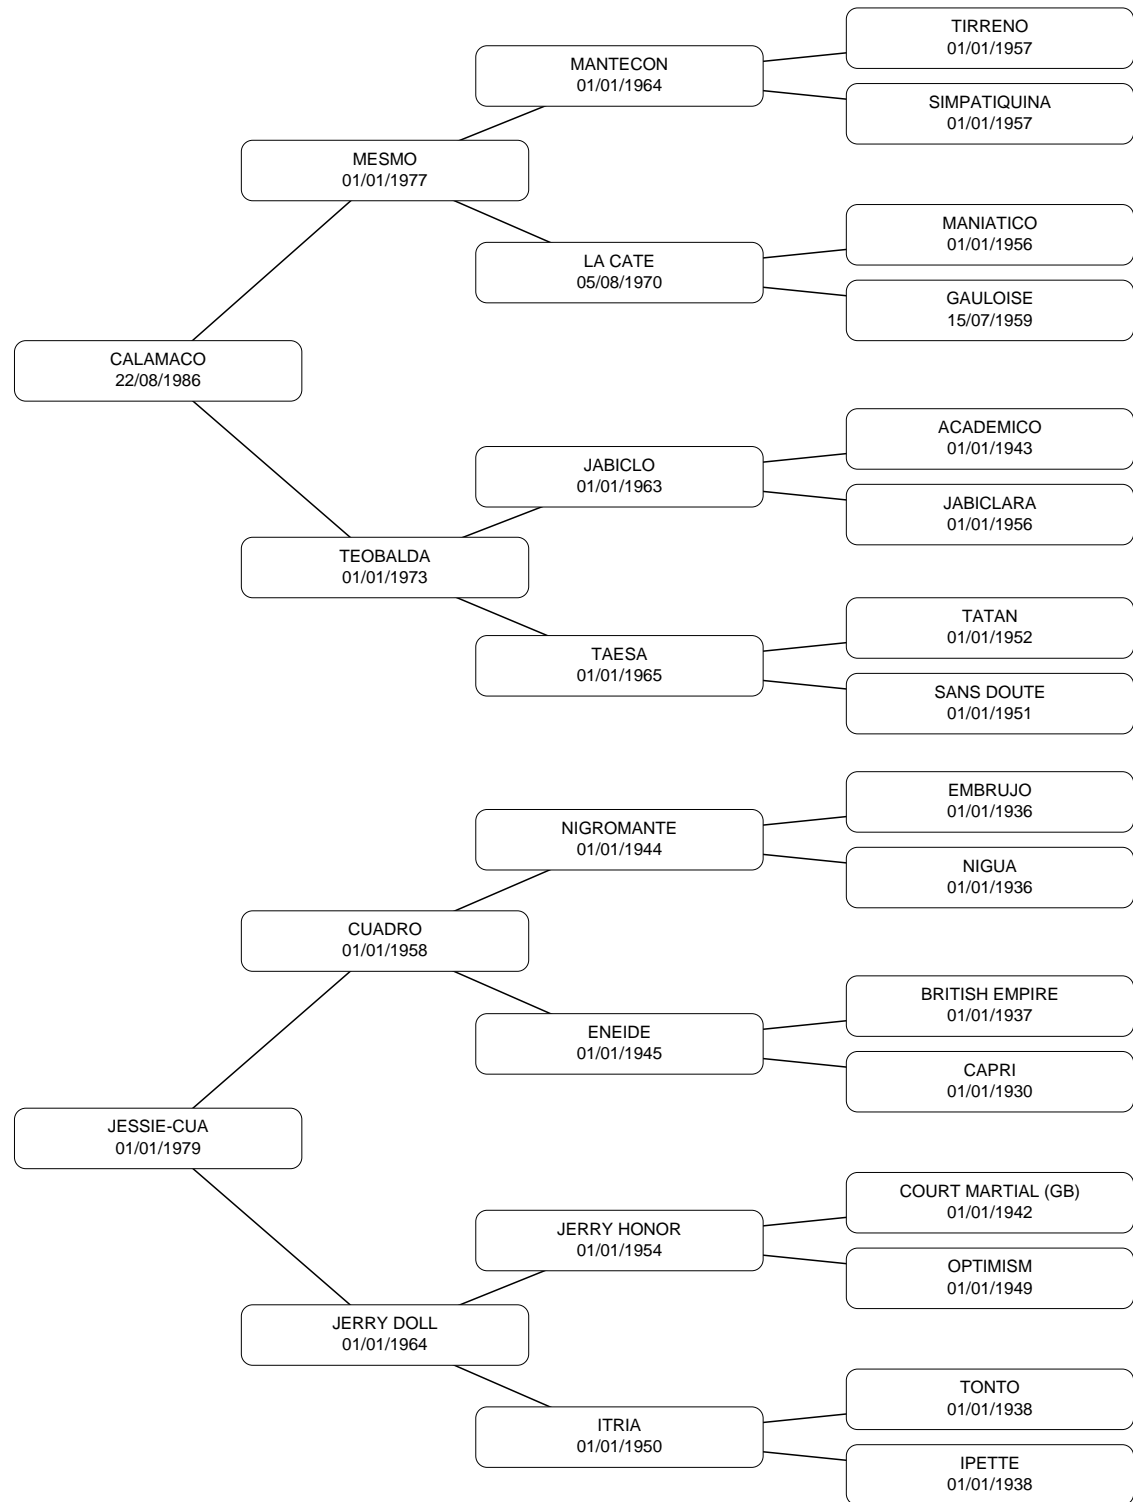 TIRRENO
01/01/1957
MANTECON
01/01/1964
SIMPATIQUINA
01/01/1957
MESMO
01/01/1977
MANIATICO
01/01/1956
LA CATE
05/08/1970
GAULOISE
15/07/1959
CALAMACO
22/08/1986
ACADEMICO
01/01/1943
JABICLO
01/01/1963
JABICLARA
01/01/1956
TEOBALDA
01/01/1973
TATAN
01/01/1952
TAESA
01/01/1965
SANS DOUTE
01/01/1951
EMBRUJO
01/01/1936
NIGROMANTE
01/01/1944
NIGUA
01/01/1936
CUADRO
01/01/1958
BRITISH EMPIRE
01/01/1937
ENEIDE
01/01/1945
CAPRI
01/01/1930
JESSIE-CUA
01/01/1979
COURT MARTIAL (GB)
01/01/1942
JERRY HONOR
01/01/1954
OPTIMISM
01/01/1949
JERRY DOLL
01/01/1964
TONTO
01/01/1938
ITRIA
01/01/1950
IPETTE
01/01/1938